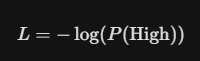 L = − log(P(High))